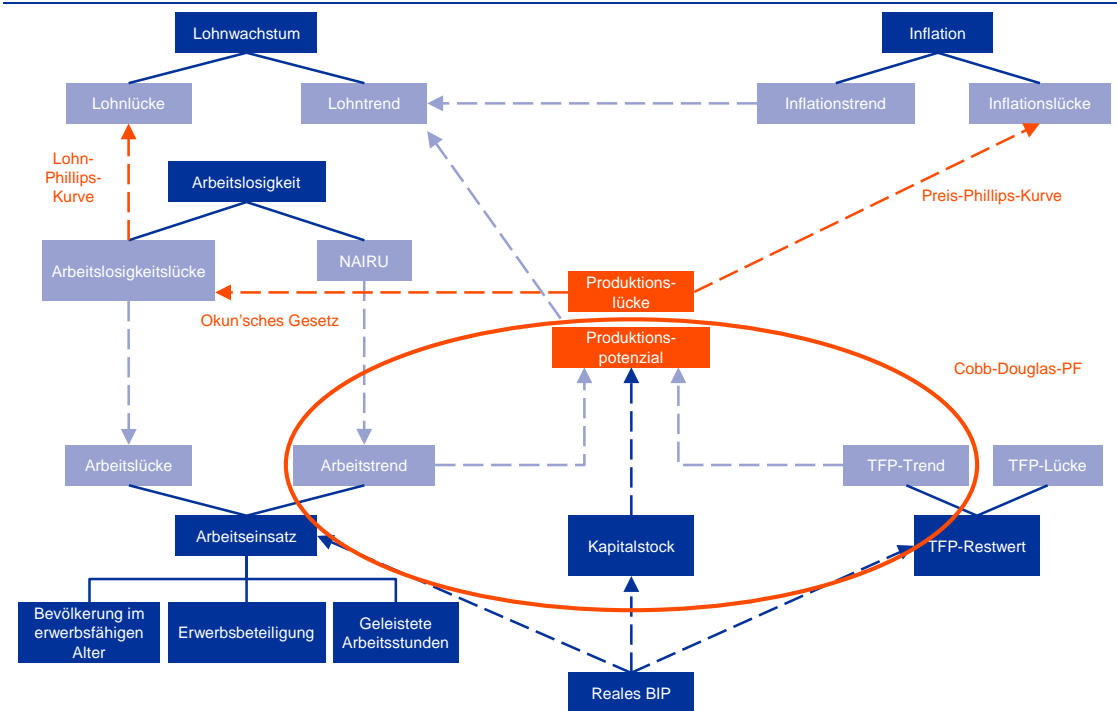 Lohnwachstum
Inflation
Lohnlücke
Lohntrend
Inflationstrend
Inflationslücke
Lohn-
Phillips-
Kurve
Arbeitslosigkeit
Preis-Phillips-Kurve
Arbeitslosigkeitslücke
NAIRU
Produktions-
lücke
Okun’sches Gesetz
Produktions-
potenzial
Cobb-Douglas-PF
Arbeitslücke
Arbeitstrend
TFP-Trend
TFP-Lücke
Arbeitseinsatz
Kapitalstock
TFP-Restwert
Bevölkerung im
erwerbsfähigen
Alter
Erwerbsbeteiligung
Geleistete
Arbeitsstunden
Reales BIP